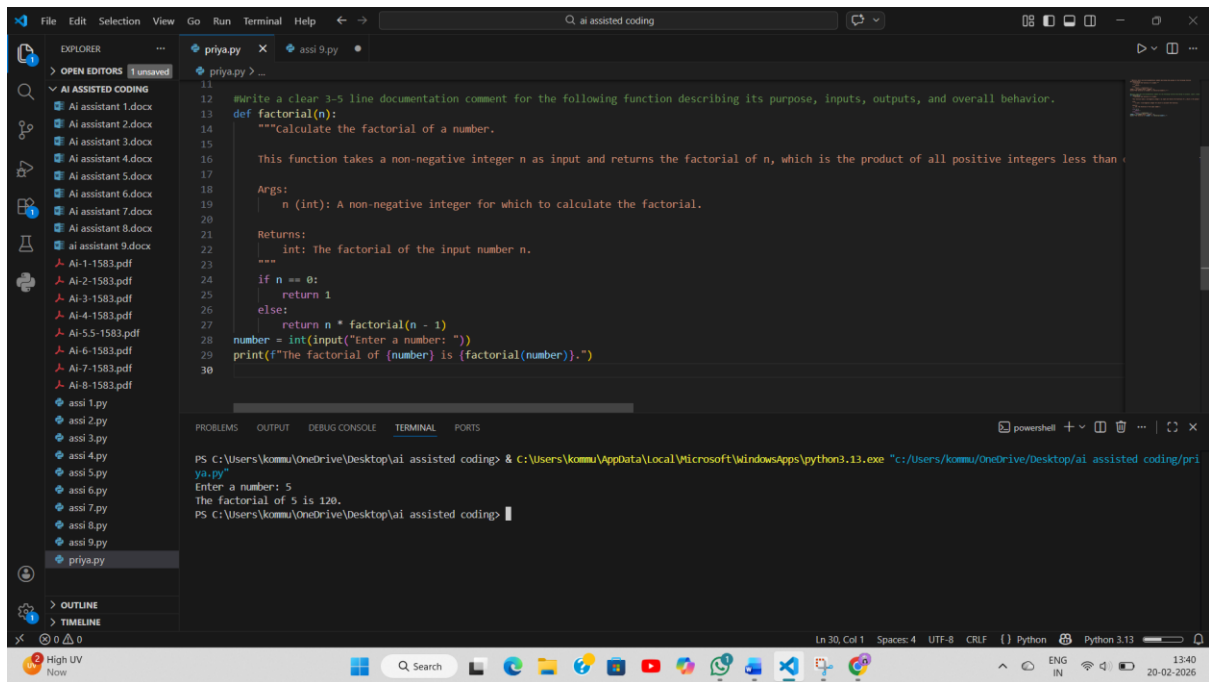 File Edit Selection View Go Run Terminal Help
ai assisted coding
EXPLORER
OPEN EDITORS 1 unsaved
AI ASSISTED CODING
Ai assistant 1.docx
Ai assistant 2.docx
Ai assistant 3.docx
Ai assistant 4.docx
Ai assistant 5.docx
Ai assistant 6.docx
Ai assistant 7.docx
Ai assistant 8.docx
ai assistant 9.docx
Ai-1-1583.pdf
Ai-2-1583.pdf
Ai-3-1583.pdf
Ai-4-1583.pdf
Ai-5.5-1583.pdf
Ai-6-1583.pdf
Ai-7-1583.pdf
Ai-8-1583.pdf
assi 1.py
assi 2.py
assi 3.py
assi 4.py
assi 5.py
assi 6.py
assi 7.py
assi 8.py
assi 9.py
priya.py
OUTLINE
TIMELINE
priya.py assi 9.py
priya.py > ...
11
12 #Write a clear 3–5 line documentation comment for the following function describing its purpose, inputs, outputs, and overall behavior.
13 def factorial(n):
14 """Calculate the factorial of a number.
15
16 This function takes a non-negative integer n as input and returns the factorial of n, which is the product of all positive integers less than
17
18 Args:
19 n (int): A non-negative integer for which to calculate the factorial.
20
21 Returns:
22 int: The factorial of the input number n.
23 """
24 if n == 0:
25 return 1
26 else:
27 return n * factorial(n - 1)
28 number = int(input("Enter a number: "))
29 print(f"The factorial of {number} is {factorial(number)}.")
30
PROBLEMS OUTPUT DEBUG CONSOLE TERMINAL PORTS
powershell
PS C:\Users\kommu\OneDrive\Desktop\ai assisted coding> & C:\Users\kommu\AppData\Local\Microsoft\WindowsApps\python3.13.exe "c:/Users/kommu/OneDrive/Desktop/ai assisted coding/pri
ya.py"
Enter a number: 5
The factorial of 5 is 120.
PS C:\Users\kommu\OneDrive\Desktop\ai assisted coding>
0 0 Ln 30, Col 1 Spaces: 4 UTF-8 CRLF {} Python Python 3.13
High UV
Now
Search
ENG
IN
13:40
20-02-2026